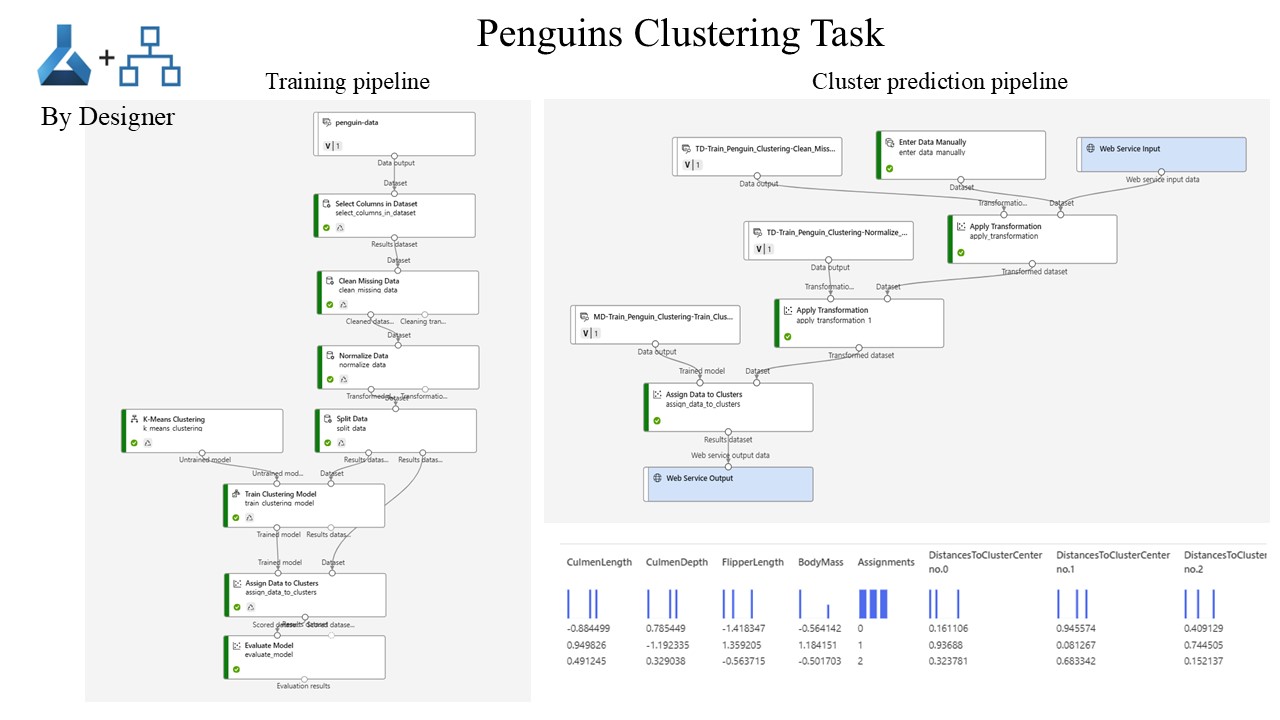 Penguins Clustering Task
+
By Designer
Training pipeline
penguin-data
V | 1
Data output
Dataset
Select Columns in Dataset
select_columns_in_dataset
Results dataset
Dataset
Clean Missing Data
clean missing data
Cleaned datas... Cleaning tran...
Dataset
Normalize Data
normalize data
Dataset
K-Means Clustering
k means clustering
Untrained model
Split Data
split data
Results datas... Results datas...
Untrained mod... Dataset
Train Clustering Model
train clustering model
Trained model Results datas...
Trained model Dataset
Assign Data to Clusters
assign_data_to_clusters
Evaluate Model
evaluate_model
Evaluation results
Cluster prediction pipeline
TD-Train_Penguin_Clustering-Clean_Miss...
V | 1
Data output
Enter Data Manually
enter data manually
Dataset
Web Service Input
Web service input data
Transformatio... Dataset
Apply Transformation
apply_transformation
Transformed dataset
TD-Train_Penguin_Clustering-Normalize_...
V | 1
Data output
Transformatio... Dataset
Apply Transformation
apply transformation 1
Transformed dataset
MD-Train_Penguin_Clustering-Train_Clus...
V | 1
Data output
Trained model Dataset
Assign Data to Clusters
assign_data_to_clusters
Results dataset
Web service output data
Web Service Output
CulmenLength CulmenDepth FlipperLength BodyMass Assignments DistancesToClusterCenter no.0 DistancesToClusterCenter no.1 DistancesToCluster no.2
-0.884499 0.785449 -1.418347 -0.564142 0 0.161106 0.945574 0.409129
0.949826 -1.192335 1.359205 1.184151 1 0.93688 0.081267 0.744505
0.491245 0.329038 -0.563715 -0.501703 2 0.323781 0.683342 0.152137